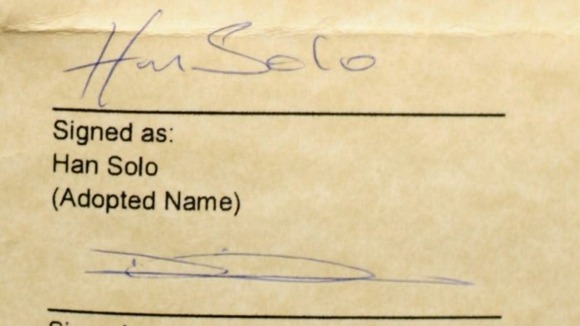 Han Solo
Signed as:
Han Solo
(Adopted Name)